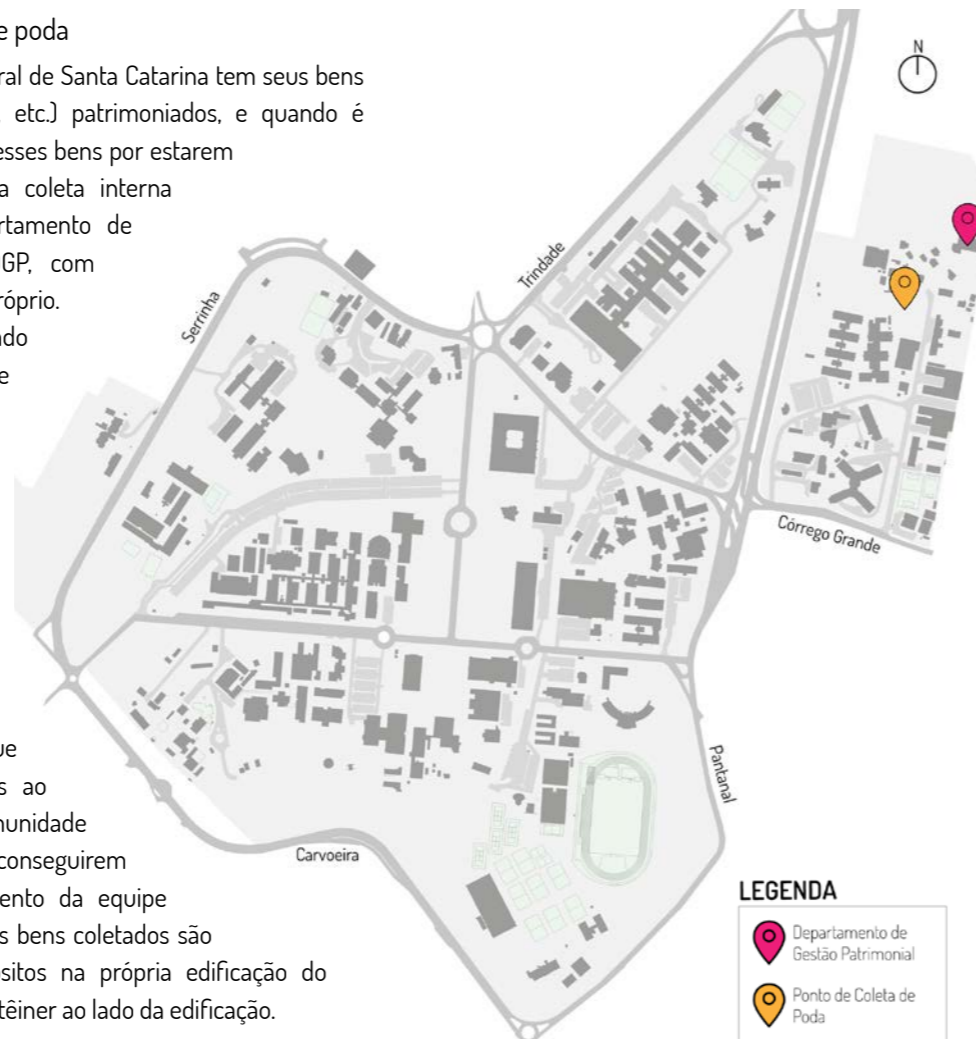 e poda
ral de Santa Catarina tem seus bens
etc.) patrimoniados, e quando é
esses bens por estarem
a coleta interna
rtamento de
GP, com
róprio.
ndo
e
ue
s ao
nunidade
conseguirem
ento da equipe
s bens coletados são
ósitos na própria edificação do
têiner ao lado da edificação.
N
Trindade
Serrinha
Córrego Grande
Pantanal
Carvoeira
LEGENDA
Departamento de
Gestão Patrimonial
Ponto de Coleta de
Poda